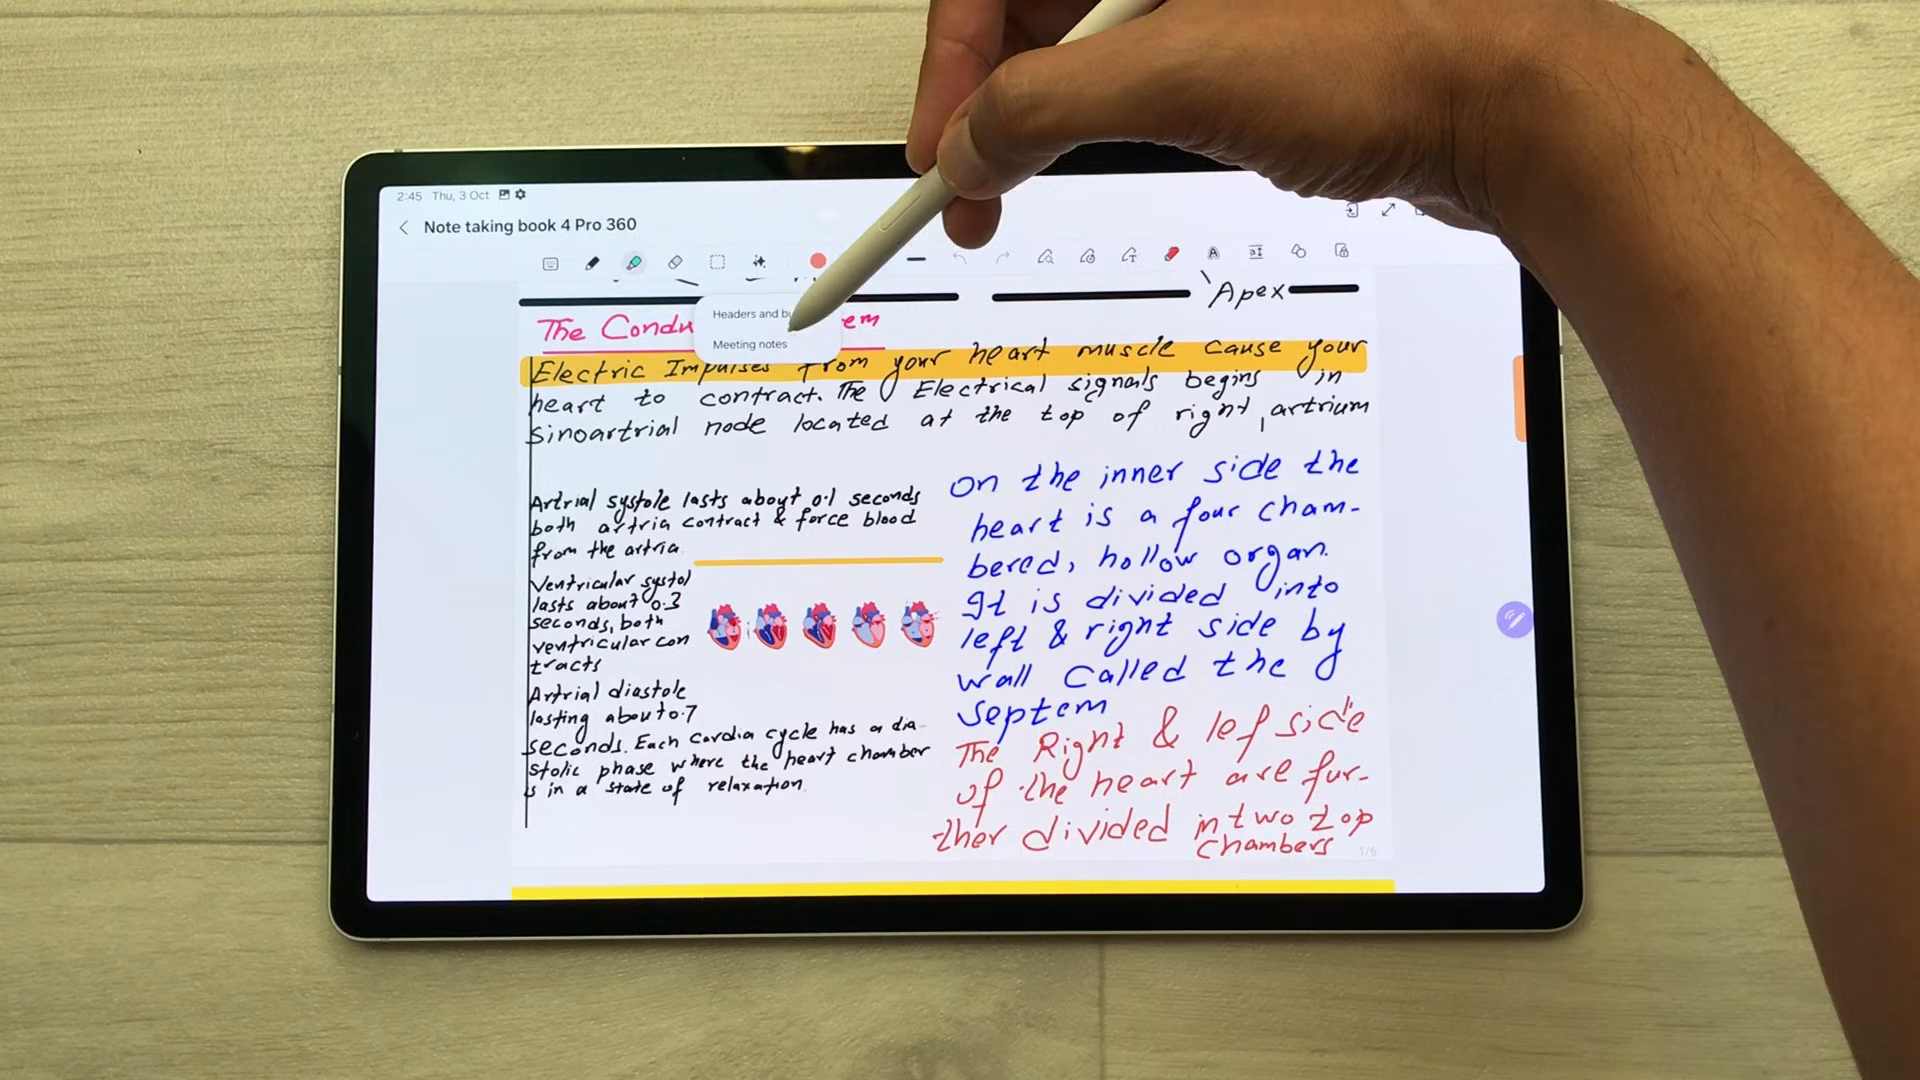 2:45 Thu, 3 Oct
Note taking book 4 Pro 360
Apex
Headers and
Meeting notes
The
Electric Impulses from your heart muscle cause your
heart to contract. The Electrical signals begins in
sinoartrial node located at the top of right artrium
Artrial systole lasts about 0.1 seconds
both artria contract & force blood
from the artria
Ventricular systol
lasts about 0.3
seconds, both
ventricular con
tracts
Artrial diastole
lasting about 0.7
seconds. Each cardia cycle has a dia-
stolic phase where the heart chamber
is in a state of relaxation.
On the inner side the
heart is a four cham-
bered, hollow organ.
It is divided into
left & right side by
wall called the
septem
The Right & lef side
of the heart are fur-
ther divided in two top
chambers
1/6